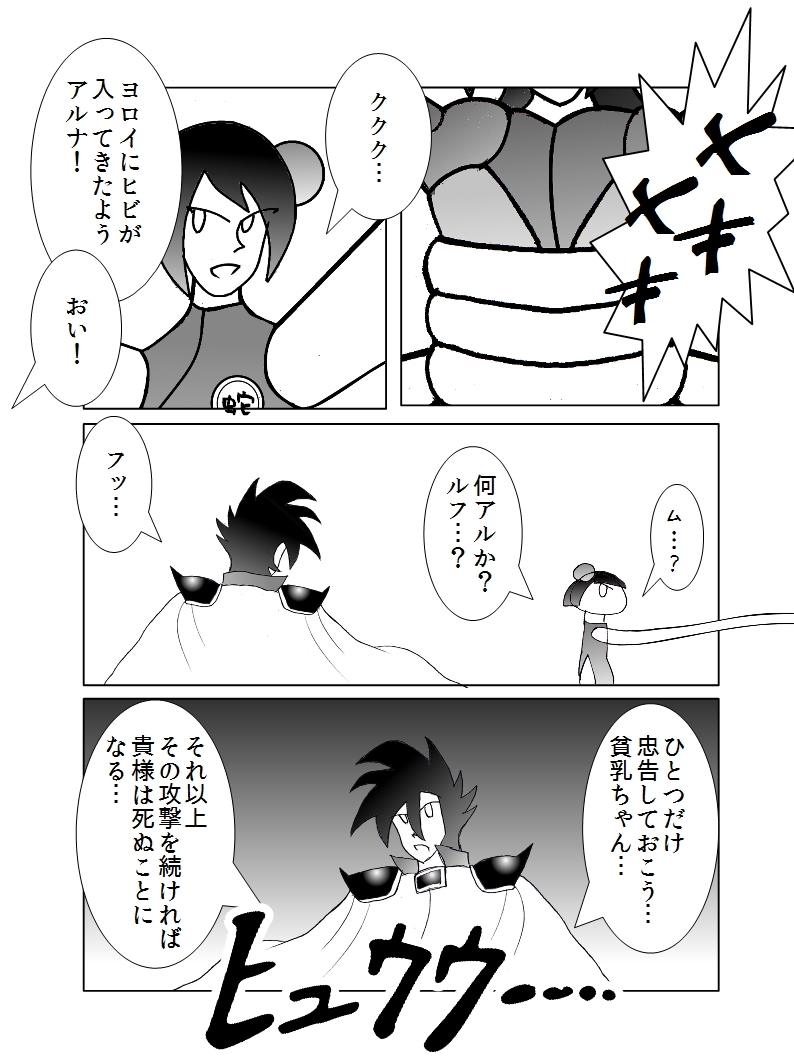 ャキ
ャキ
ククク…
ヨロイにヒビが
入ってきたよう
アルナ！
おい！
蛇
ム…？
何アルか？
ルフ…？
フッ…
ひとつだけ
忠告しておこう…
貧乳ちゃん…
それ以上
その攻撃を続ければ
貴様は死ぬことに
なる…
ヒュウウ……